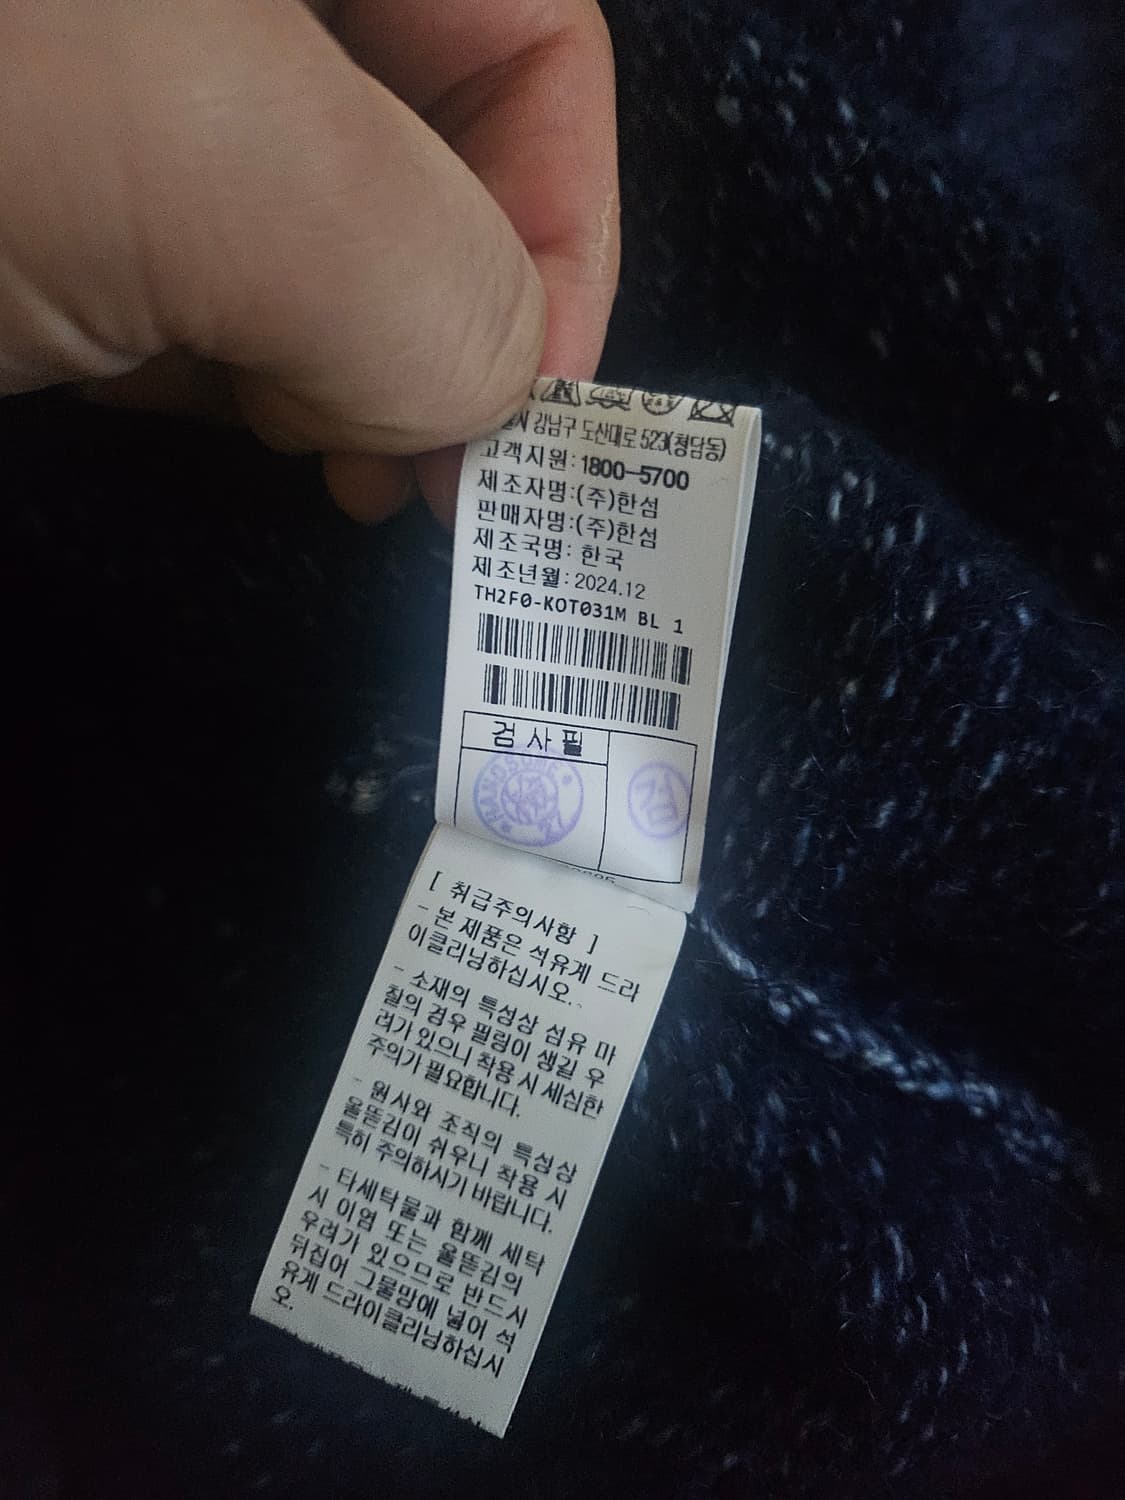 강남구 도산대로 523(청담동)
고객지원:1800-5700
제조자명:(주)한섬
판매자명:(주)한섬
제조국명: 한국
제조년월:2024.12
TH2F0-KOT031M BL 1
검사필
검
[ 취급주의사항 ]
- 본 제품은 석유계 드라
이클리닝하십시오.
- 소재의 특성상 섬유 마
찰의 경우 필링이 생길 우
려가 있으니 착용 시 세심한
주의가 필요합니다.
- 원사와 조직의 특성상
올뜯김이 쉬우니 착용 시
특히 주의하시기 바랍니다.
- 타세탁물과 함께 세탁
시 이염 또는 올뜯김의
우려가 있으므로 반드시
뒤집어 그물망에 넣어 석
유계 드라이클리닝하십시
오.